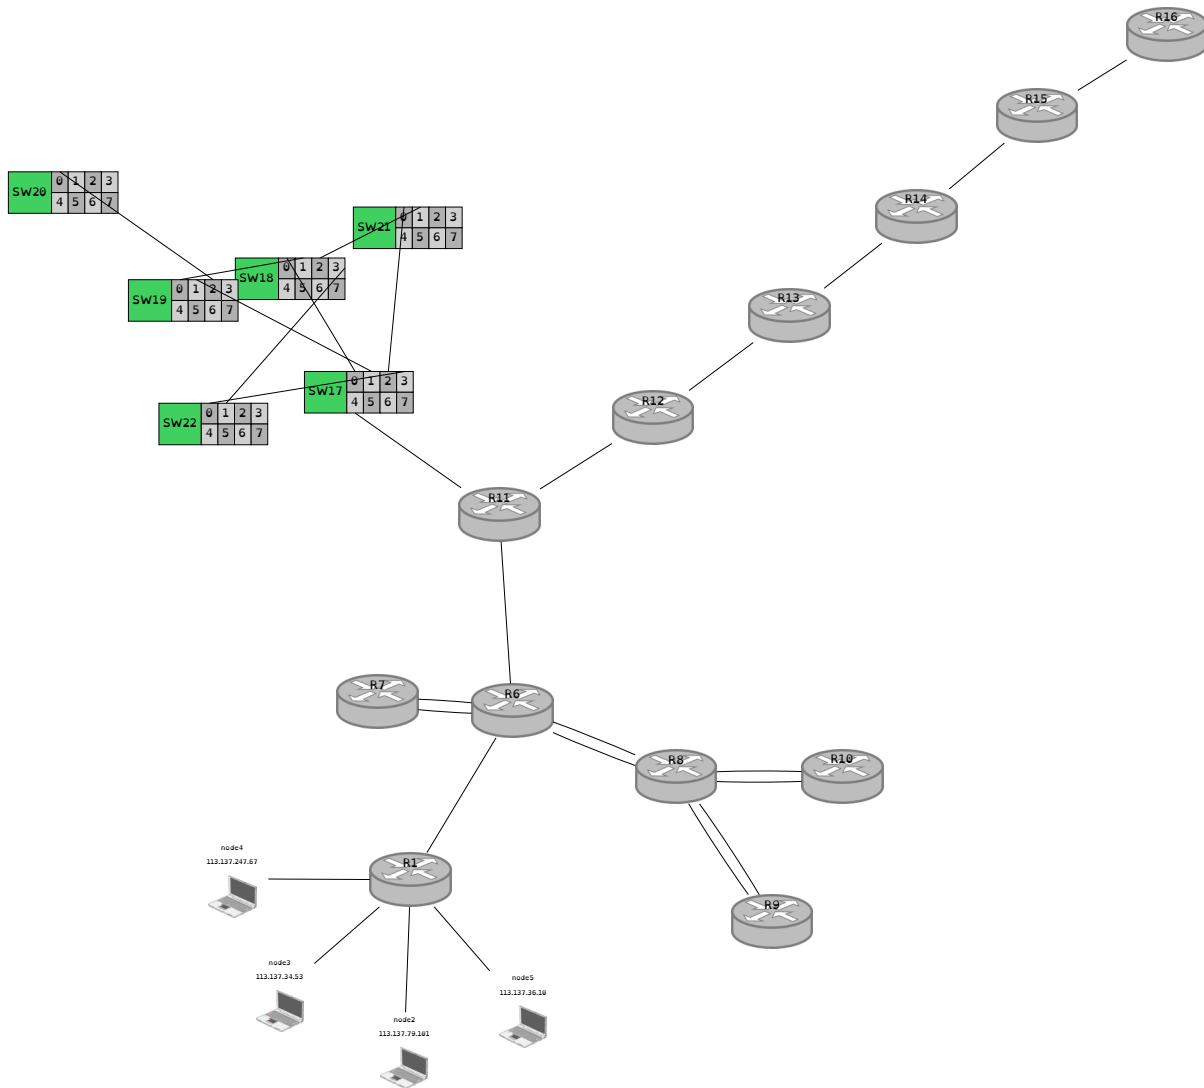 R16
R15
SW20 0 1 2 3
4 5 6 7
R14
SW21 0 1 2 3
4 5 6 7
SW18 0 1 2 3
4 5 6 7
SW19 0 1 2 3
4 5 6 7
R13
SW17 0 1 2 3
4 5 6 7
R12
SW22 0 1 2 3
4 5 6 7
R11
R7
R6
R8
R10
node4
113.137.247.67
R1
R9
node3
113.137.34.53
node5
113.137.36.10
node2
113.137.79.101